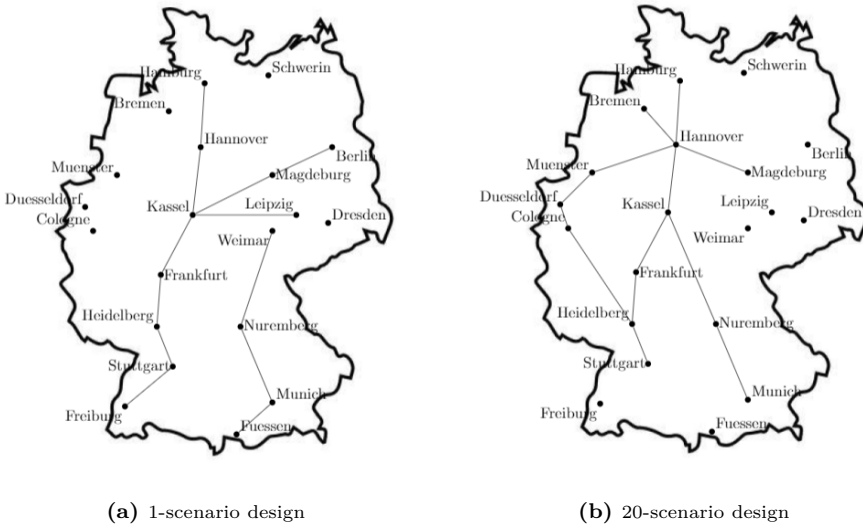 Hamburg
Schwerin
Bremen
Hannover
Berlin
Muenster
Magdeburg
Duesseldorf
Kassel
Leipzig
Cologne
Dresden
Weimar
Frankfurt
Heidelberg
Nuremberg
Stuttgart
Munich
Freiburg
Fuessen
(a) 1-scenario design
Hamburg
Schwerin
Bremen
Hannover
Berlin
Muenster
Magdeburg
Duesseldorf
Kassel
Leipzig
Cologne
Dresden
Weimar
Frankfurt
Heidelberg
Nuremberg
Stuttgart
Munich
Freiburg
Fuessen
(b) 20-scenario design